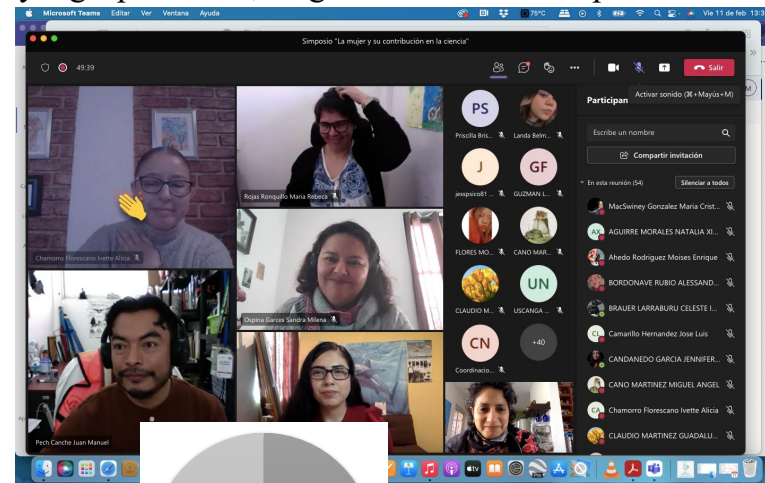 Microsoft Teams Editar Ver Ventana Ayuda
76°C
Vie 11 de feb 13:3
Simposio "La mujer y su contribución en la ciencia"
49:39
Salir
Activar sonido (⌘+Mayús+M)
Participan
Escribe un nombre
Compartir invitación
En esta reunión (54)
Silenciar a todos
MacSwiney Gonzalez Maria Crist...
AX AGUIRRE MORALES NATALIA XI...
Ahedo Rodriguez Moises Enrique
BORDONAVE RUBIO ALESSAND...
BRAUER LARRABURU CELESTE I...
CL Camarillo Hernandez Jose Luis
CANDANEDO GARCIA JENNIFER...
CANO MARTINEZ MIGUEL ANGEL
CA Chamorro Florescano Ivette Alicia
CLAUDIO MARTINEZ GUADALU...
PS
Priscilla Bris...
Landa Belm...
J
GF
jesspsico81 ...
GUZMAN L...
FLORES MO...
CANO MAR...
UN
CLAUDIO M...
USCANGA ...
CN
+40
Coordinacio...
Chamorro Florescano Ivette Alicia
Rojas Ronquillo Maria Rebeca
Ospina Garces Sandra Milena
Pech Canche Juan Manuel